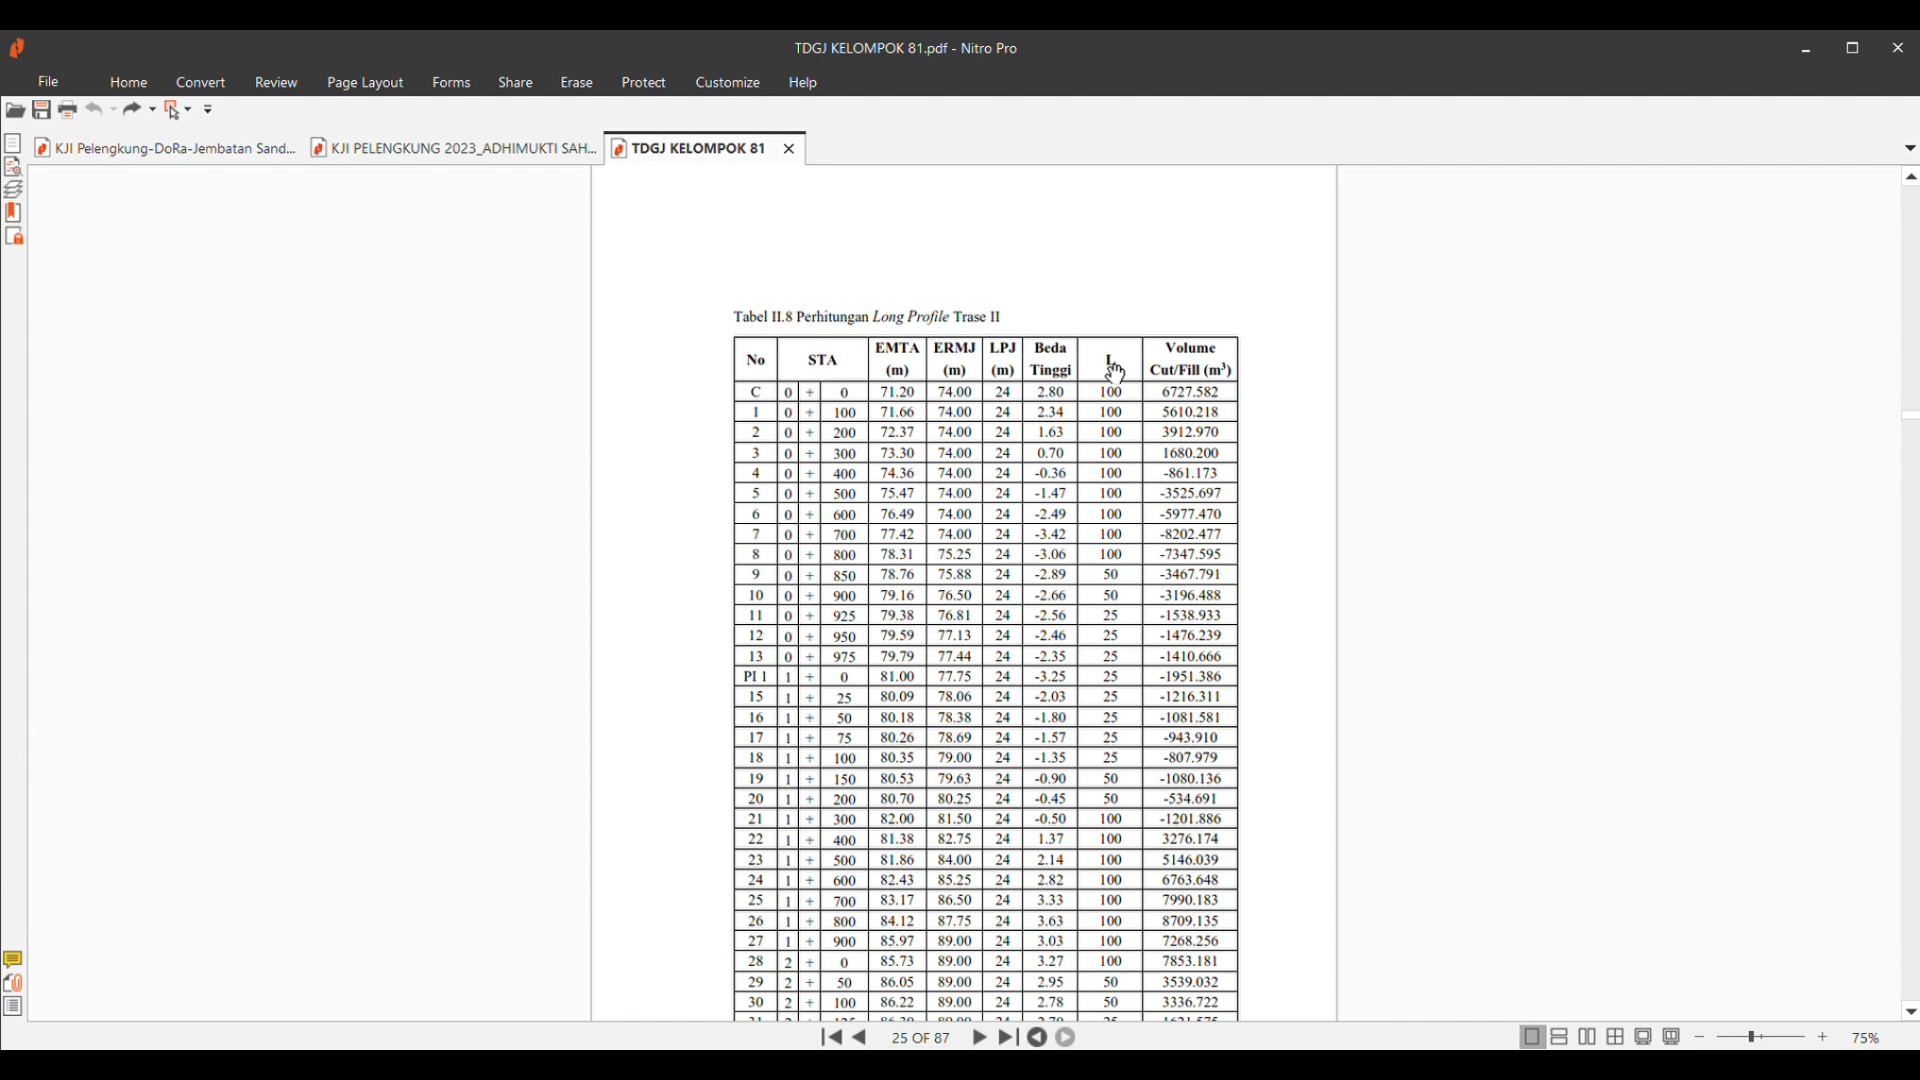 TDGJ KELOMPOK 81.pdf - Nitro Pro
File Home Convert Review Page Layout Forms Share Erase Protect Customize Help
KJI Pelengkung-DoRa-Jembatan Sand... KJI PELENGKUNG 2023_ADHIMUKTI SAH... TDGJ KELOMPOK 81
Tabel II.8 Perhitungan Long Profile Trase II
No STA EMTA (m) ERMJ (m) LPJ (m) Beda Tinggi L Volume Cut/Fill (m³)
C 0 + 0 71.20 74.00 24 2.80 100 6727.582
1 0 + 100 71.66 74.00 24 2.34 100 5610.218
2 0 + 200 72.37 74.00 24 1.63 100 3912.970
3 0 + 300 73.30 74.00 24 0.70 100 1680.200
4 0 + 400 74.36 74.00 24 -0.36 100 -861.173
5 0 + 500 75.47 74.00 24 -1.47 100 -3525.697
6 0 + 600 76.49 74.00 24 -2.49 100 -5977.470
7 0 + 700 77.42 74.00 24 -3.42 100 -8202.477
8 0 + 800 78.31 75.25 24 -3.06 100 -7347.595
9 0 + 850 78.76 75.88 24 -2.89 50 -3467.791
10 0 + 900 79.16 76.50 24 -2.66 50 -3196.488
11 0 + 925 79.38 76.81 24 -2.56 25 -1538.933
12 0 + 950 79.59 77.13 24 -2.46 25 -1476.239
13 0 + 975 79.79 77.44 24 -2.35 25 -1410.666
PI 1 1 + 0 81.00 77.75 24 -3.25 25 -1951.386
15 1 + 25 80.09 78.06 24 -2.03 25 -1216.311
16 1 + 50 80.18 78.38 24 -1.80 25 -1081.581
17 1 + 75 80.26 78.69 24 -1.57 25 -943.910
18 1 + 100 80.35 79.00 24 -1.35 25 -807.979
19 1 + 150 80.53 79.63 24 -0.90 50 -1080.136
20 1 + 200 80.70 80.25 24 -0.45 50 -534.691
21 1 + 300 82.00 81.50 24 -0.50 100 -1201.886
22 1 + 400 81.38 82.75 24 1.37 100 3276.174
23 1 + 500 81.86 84.00 24 2.14 100 5146.039
24 1 + 600 82.43 85.25 24 2.82 100 6763.648
25 1 + 700 83.17 86.50 24 3.33 100 7990.183
26 1 + 800 84.12 87.75 24 3.63 100 8709.135
27 1 + 900 85.97 89.00 24 3.03 100 7268.256
28 2 + 0 85.73 89.00 24 3.27 100 7853.181
29 2 + 50 86.05 89.00 24 2.95 50 3539.032
30 2 + 100 86.22 89.00 24 2.78 50 3336.722
25 OF 87
75%